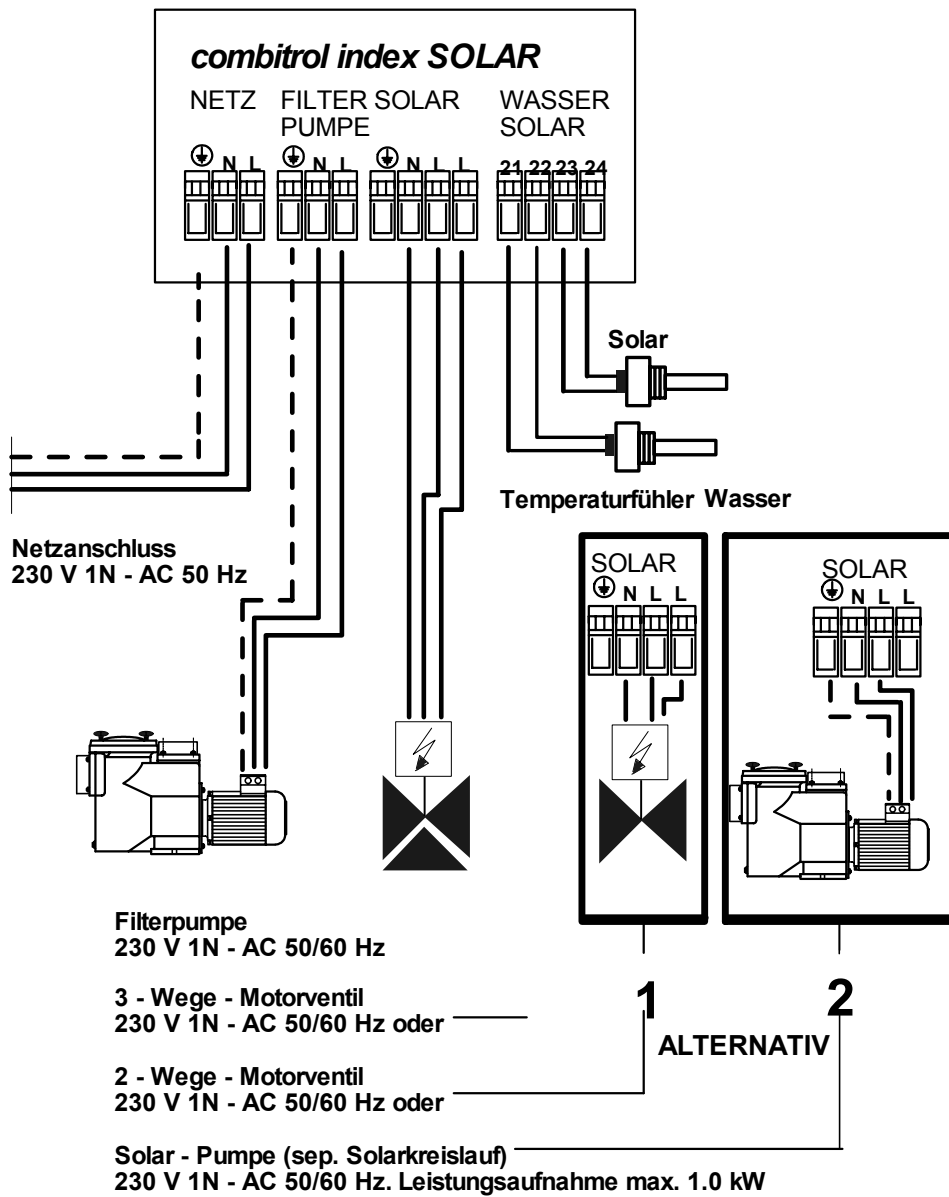 combitrol index SOLAR
NETZ FILTER SOLAR WASSER
PUMPE SOLAR
N L N L N L L 21 22 23 24
Solar
Temperaturfühler Wasser
Netzanschluss
230 V 1N - AC 50 Hz
SOLAR
N L L
SOLAR
N L L
Filterpumpe
230 V 1N - AC 50/60 Hz
3 - Wege - Motorventil
230 V 1N - AC 50/60 Hz oder
1
2
ALTERNATIV
2 - Wege - Motorventil
230 V 1N - AC 50/60 Hz oder
Solar - Pumpe (sep. Solarkreislauf)
230 V 1N - AC 50/60 Hz. Leistungsaufnahme max. 1.0 kW